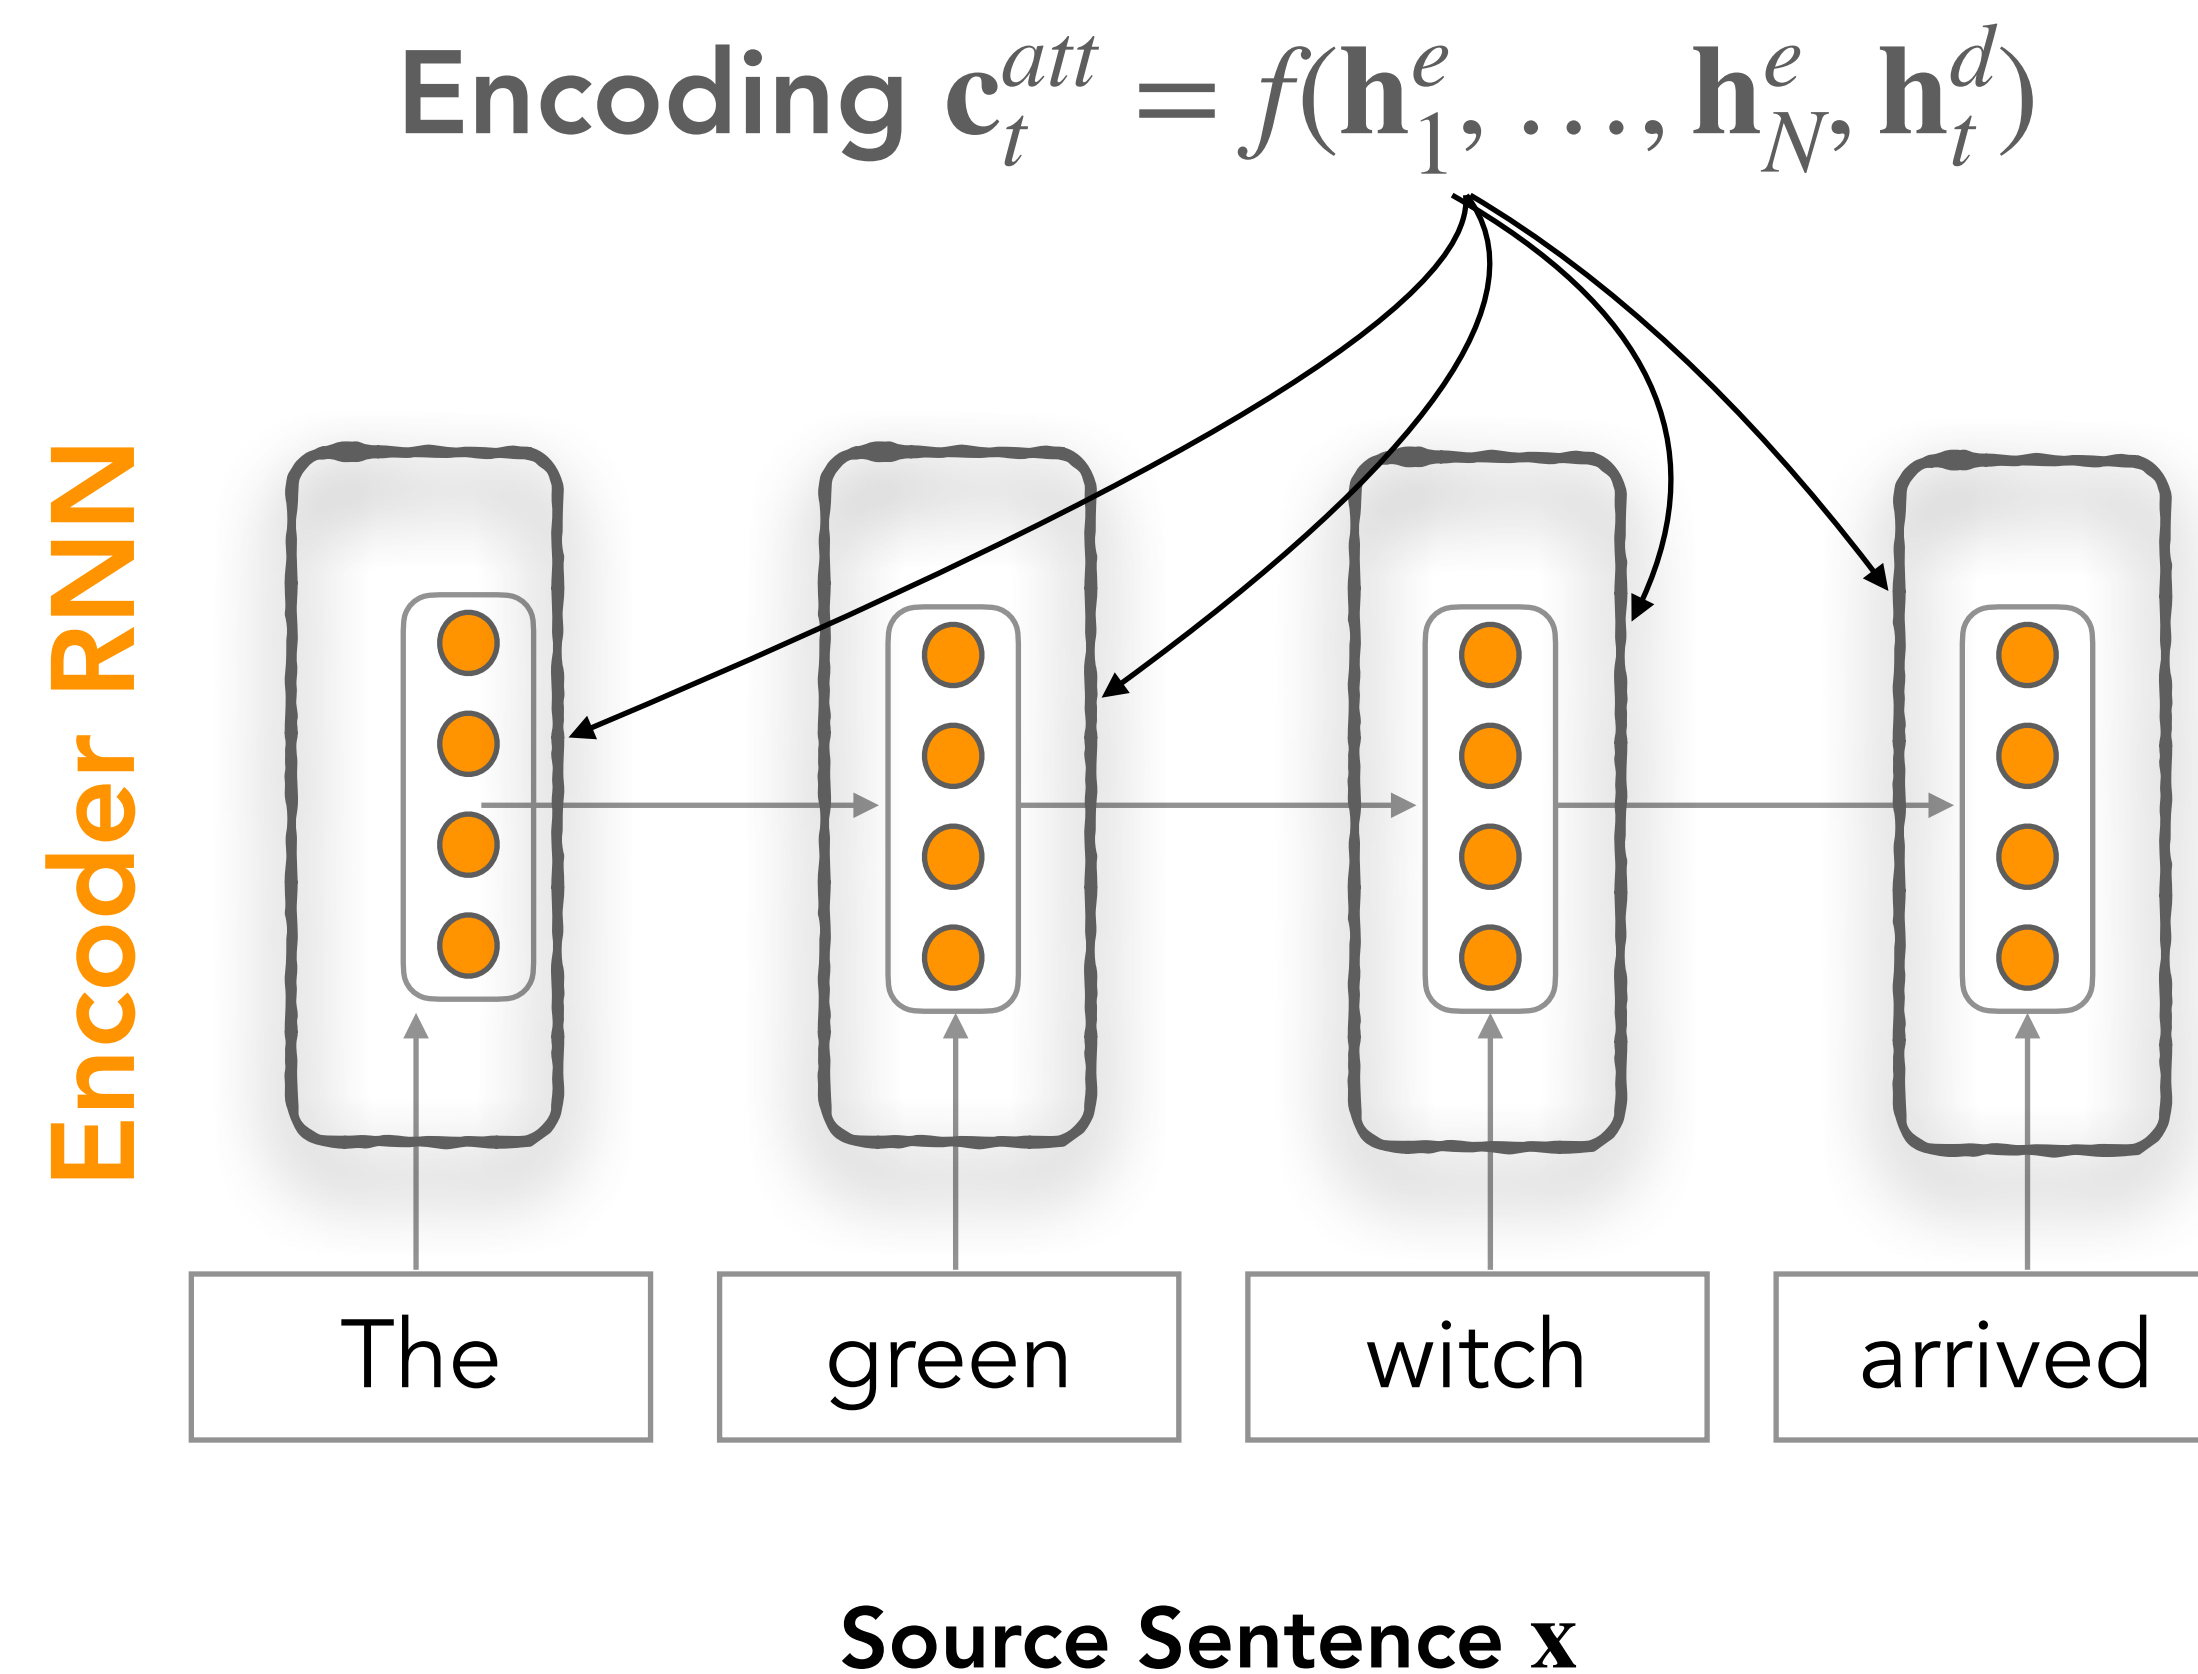 Encoding c_t^{att} = f(h_1^e, …, h_N^e, h_t^d)
Encoder RNN
The green witch arrived
Source Sentence x